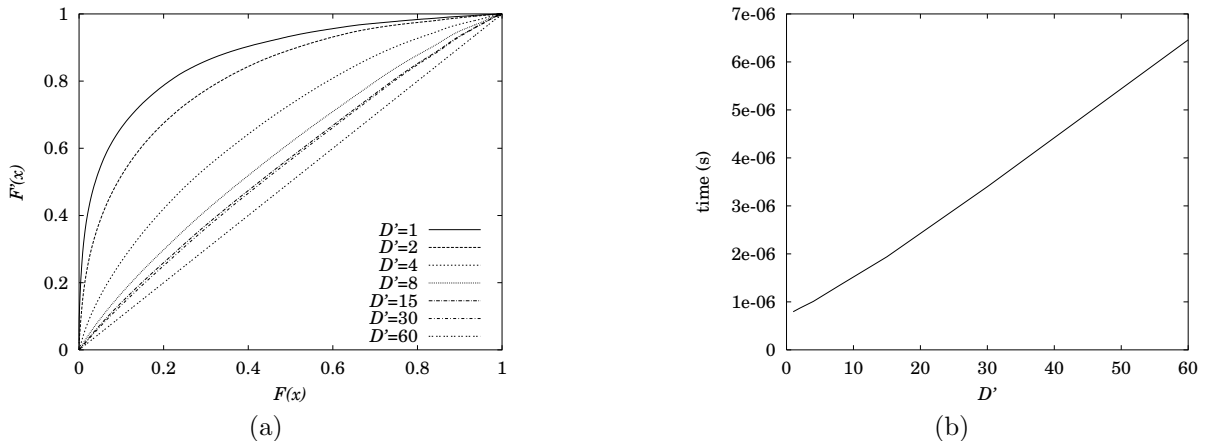 1
0.8
0.6
0.4
0.2
0
F'(x)
0 0.2 0.4 0.6 0.8 1
F(x)
D'=1
D'=2
D'=4
D'=8
D'=15
D'=30
D'=60
(a)
7e-06
6e-06
5e-06
4e-06
3e-06
2e-06
1e-06
0
time (s)
0 10 20 30 40 50 60
D'
(b)